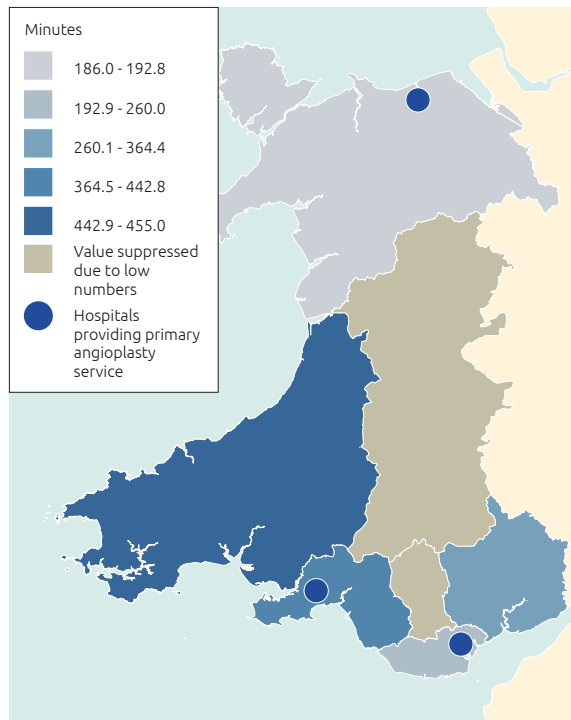 Minutes
186.0 - 192.8
192.9 - 260.0
260.1 - 364.4
364.5 - 442.8
442.9 - 455.0
Value suppressed
due to low
numbers
Hospitals
providing primary
angioplasty
service